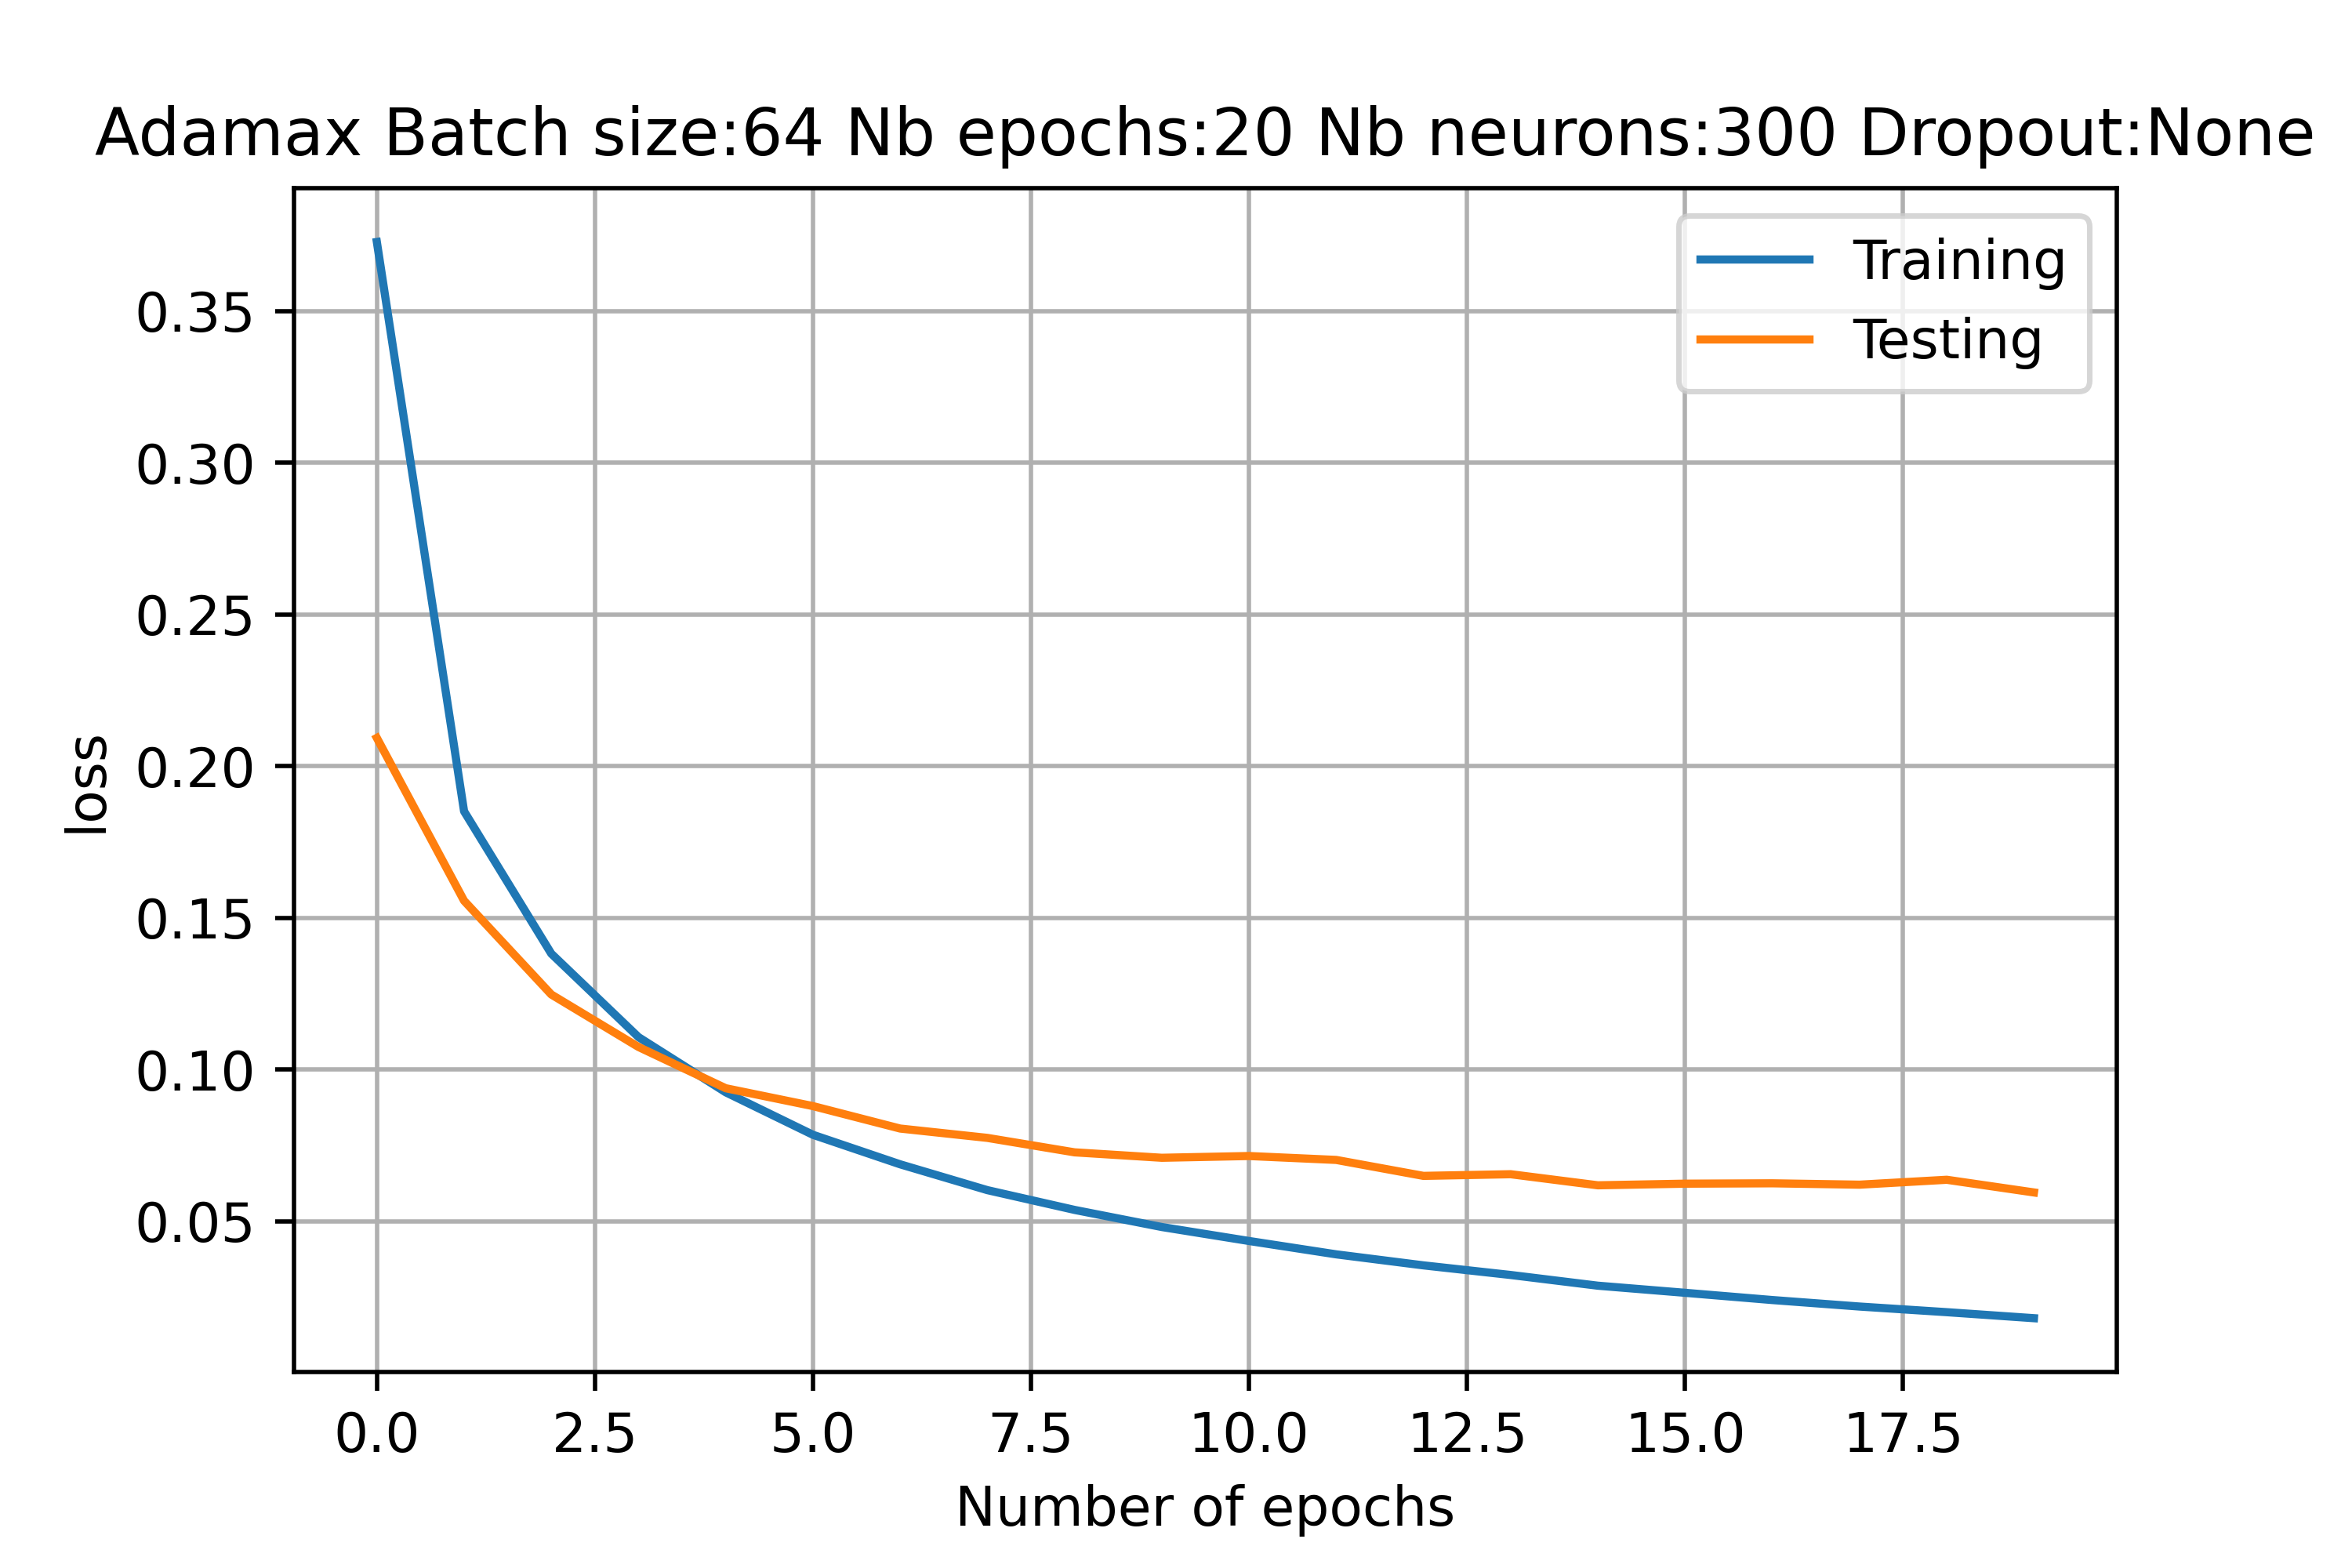 Adamax Batch size:64 Nb epochs:20 Nb neurons:300 Dropout:None
Training
Testing
0.35
0.30
0.25
0.20
0.15
0.10
0.05
loss
0.0 2.5 5.0 7.5 10.0 12.5 15.0 17.5
Number of epochs